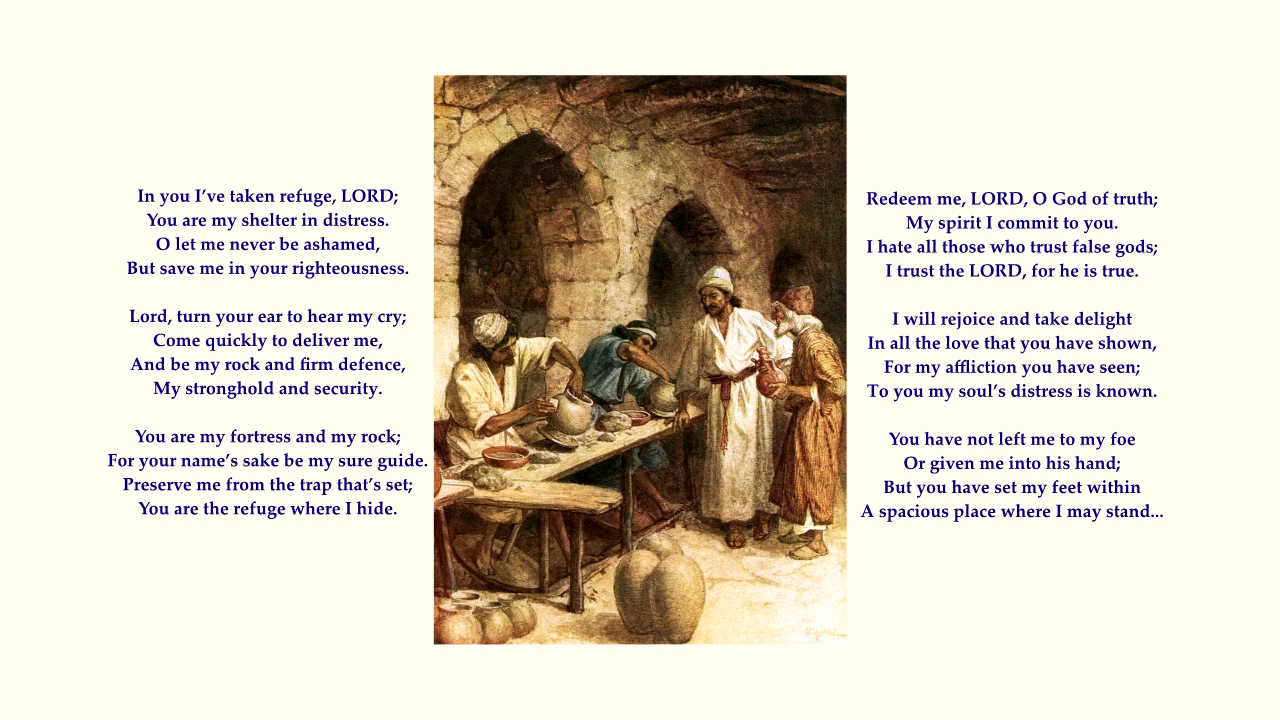 In you I’ve taken refuge, LORD;
You are my shelter in distress.
O let me never be ashamed,
But save me in your righteousness.
Lord, turn your ear to hear my cry;
Come quickly to deliver me,
And be my rock and firm defence,
My stronghold and security.
You are my fortress and my rock;
For your name’s sake be my sure guide.
Preserve me from the trap that’s set;
You are the refuge where I hide.
Redeem me, LORD, O God of truth;
My spirit I commit to you.
I hate all those who trust false gods;
I trust the LORD, for he is true.
I will rejoice and take delight
In all the love that you have shown,
For my affliction you have seen;
To you my soul’s distress is known.
You have not left me to my foe
Or given me into his hand;
But you have set my feet within
A spacious place where I may stand...